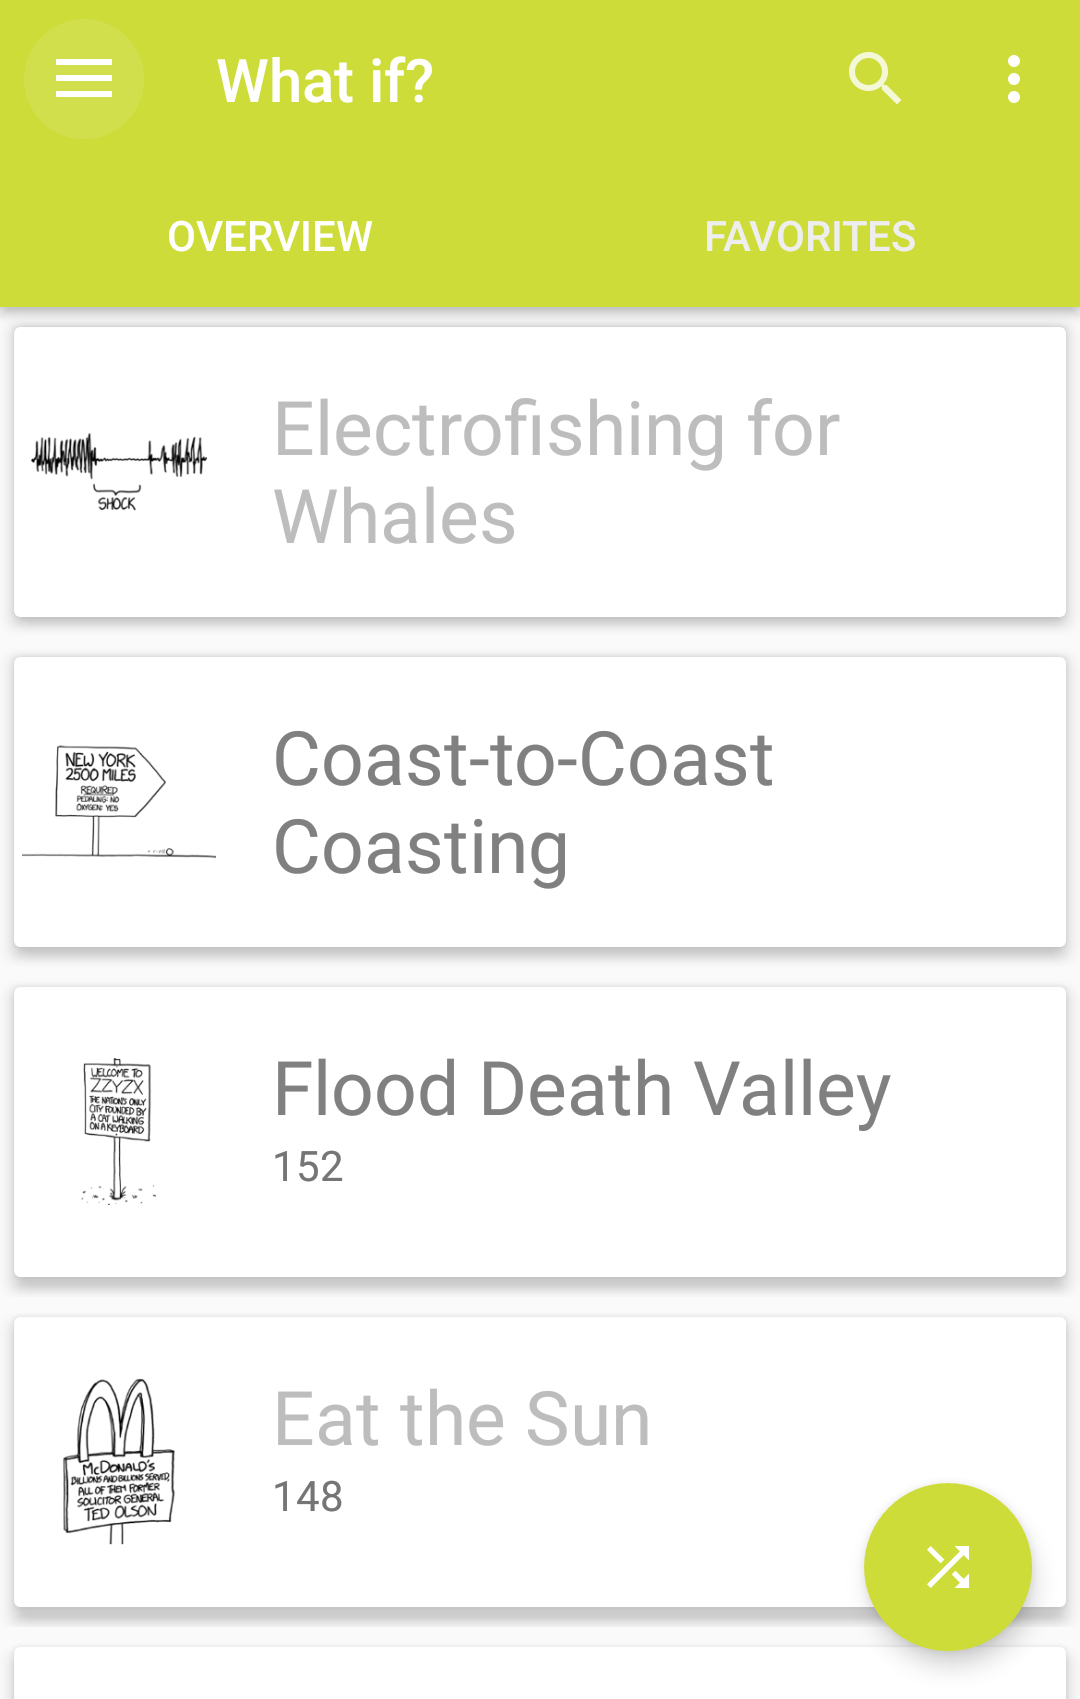 What if?
OVERVIEW
FAVORITES
SHOCK
Electrofishing for
Whales
NEW YORK
2500 MILES
REQUIRED
PEDALING: NO
OXYGEN: YES
Coast-to-Coast
Coasting
WELCOME TO
ZZYZX
THE NATION'S ONLY
CITY FOUNDED BY
A CAT WALKING
ON A KEYBOARD
Flood Death Valley
152
McDONALD'S
BILLIONS AND BILLIONS SERVED,
ALL OF THEM FORMER
SOLICITOR GENERAL
TED OLSON
Eat the Sun
148